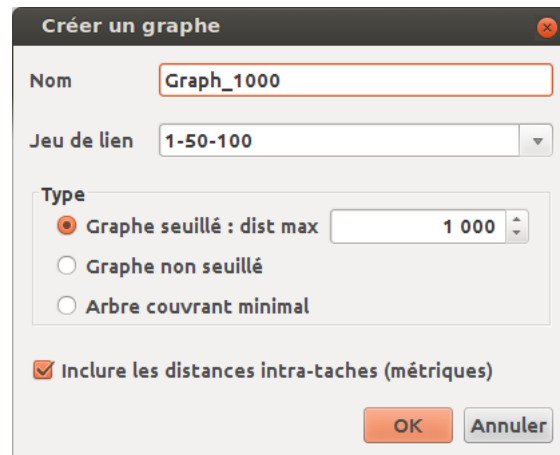 Créer un graphe
Nom Graph_1000
Jeu de lien 1-50-100
Type
Graphe seuillé : dist max 1 000
Graphe non seuillé
Arbre couvrant minimal
Inclure les distances intra-taches (métriques)
OK Annuler